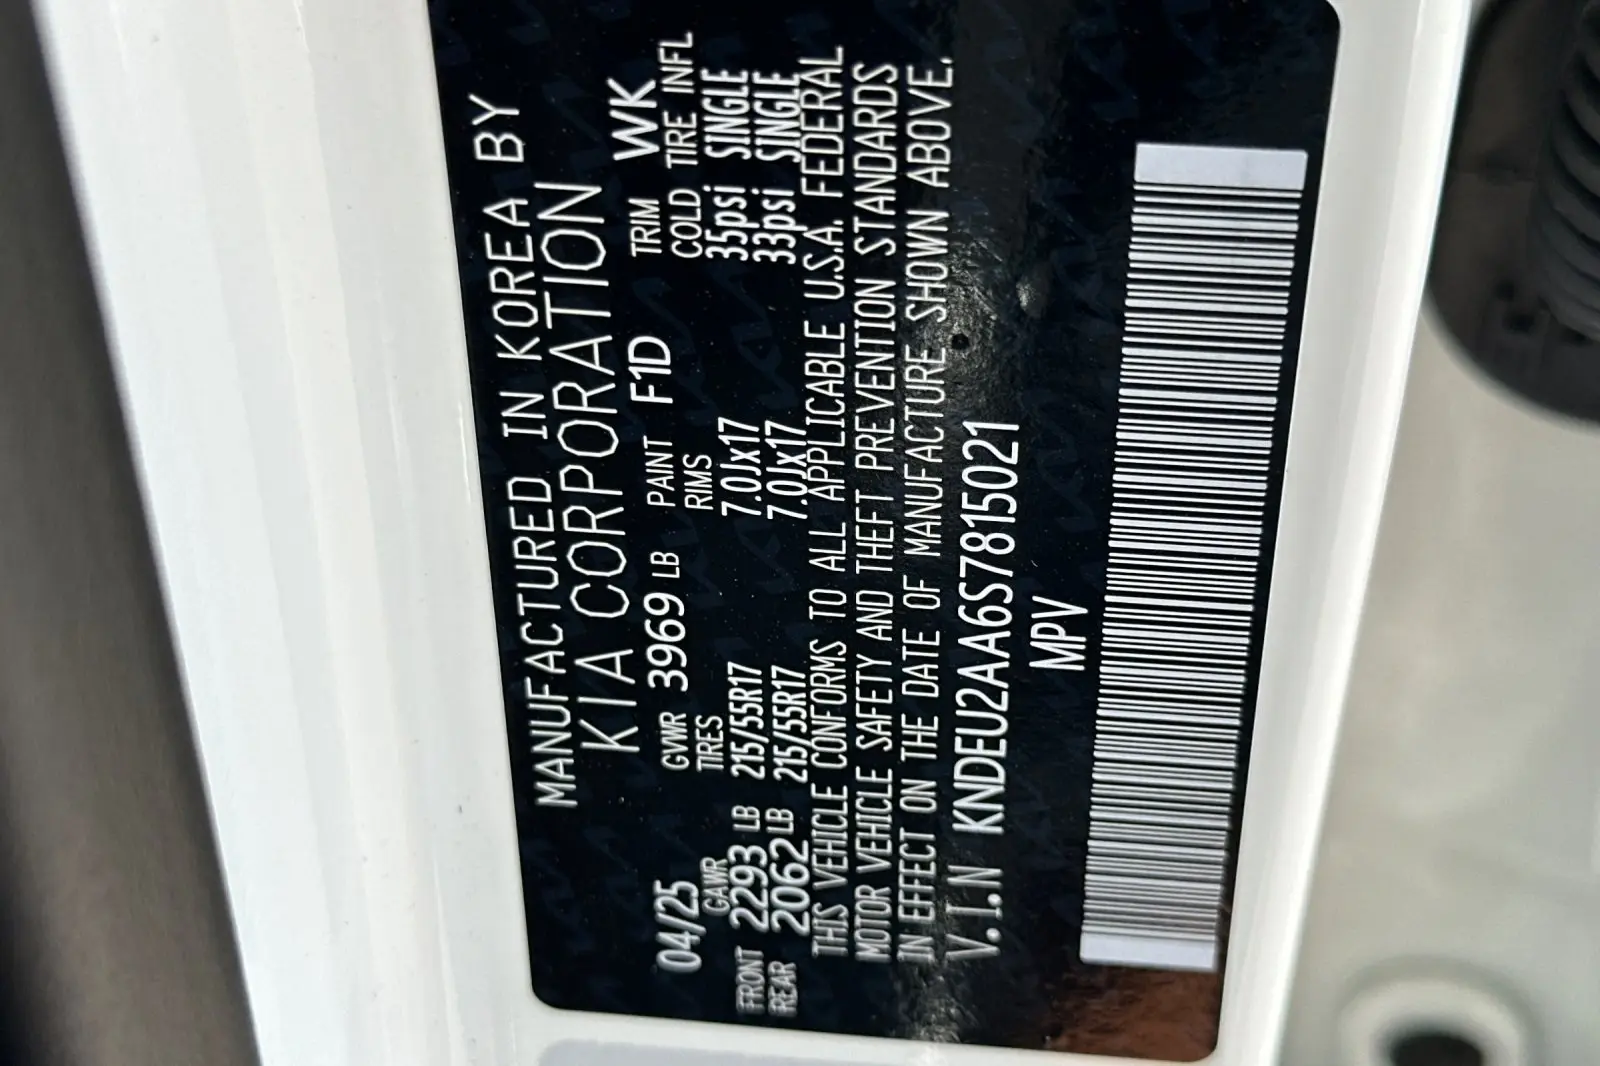 MANUFACTURED IN KOREA BY
KIA CORPORATION
04/25 GVWR 3969 LB PAINT F1D TRIM WK
GAWR TIRES RIMS COLD TIRE INFL
FRONT 2293 LB 215/55R17 7.0Jx17 35psi SINGLE
REAR 2062 LB 215/55R17 7.0Jx17 33psi SINGLE
THIS VEHICLE CONFORMS TO ALL APPLICABLE U.S.A. FEDERAL
MOTOR VEHICLE SAFETY AND THEFT PREVENTION STANDARDS
IN EFFECT ON THE DATE OF MANUFACTURE SHOWN ABOVE.
V.I.N KNDEU2AA6S7815021
MPV